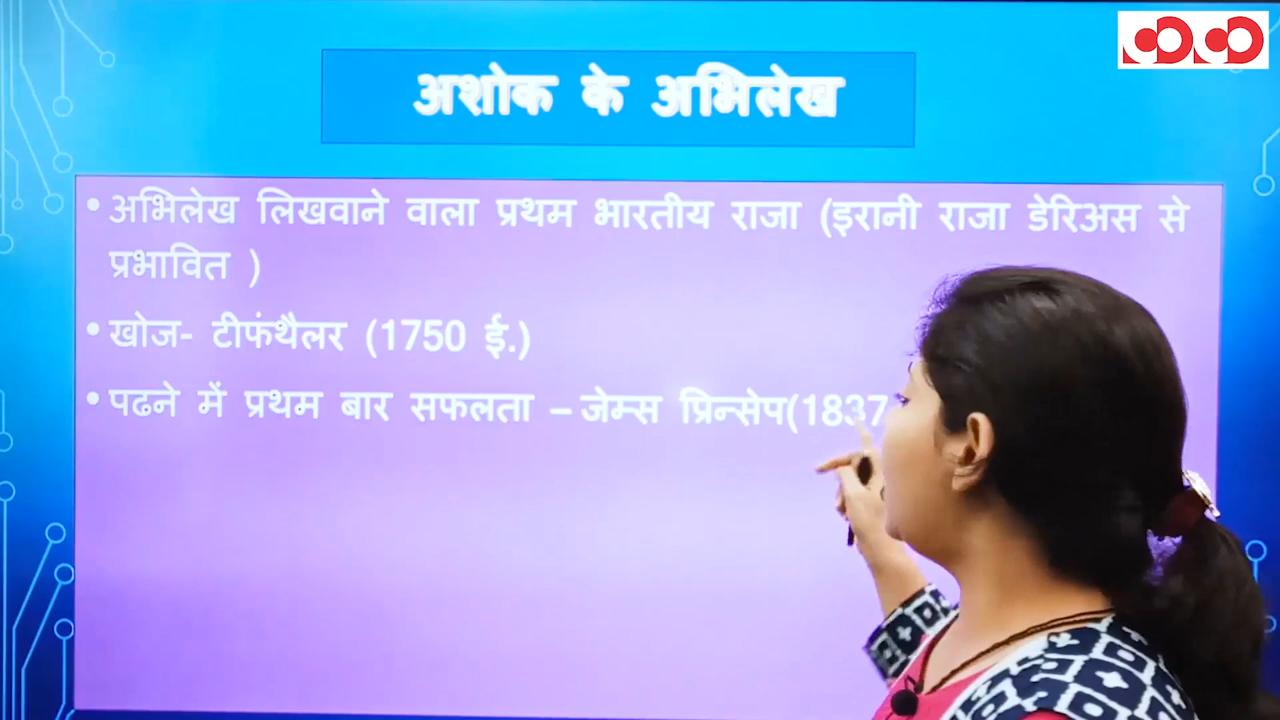 अशोक के अभिलेख
• अभिलेख लिखवाने वाला प्रथम भारतीय राजा (इरानी राजा डेरिअस से
प्रभावित )
• खोज- टीफंथैलर (1750 ई.)
• पढने में प्रथम बार सफलता – जेम्स प्रिन्सेप(1837